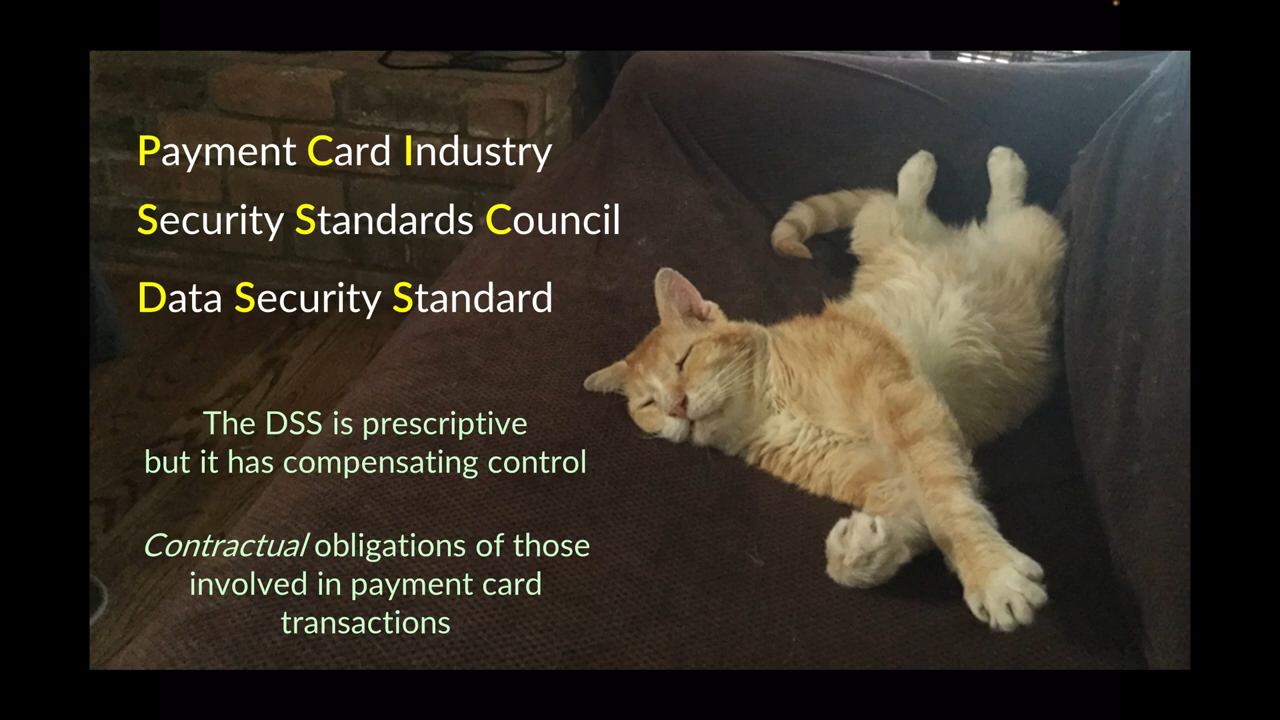 Payment Card Industry
Security Standards Council
Data Security Standard
The DSS is prescriptive
but it has compensating control
Contractual obligations of those
involved in payment card
transactions